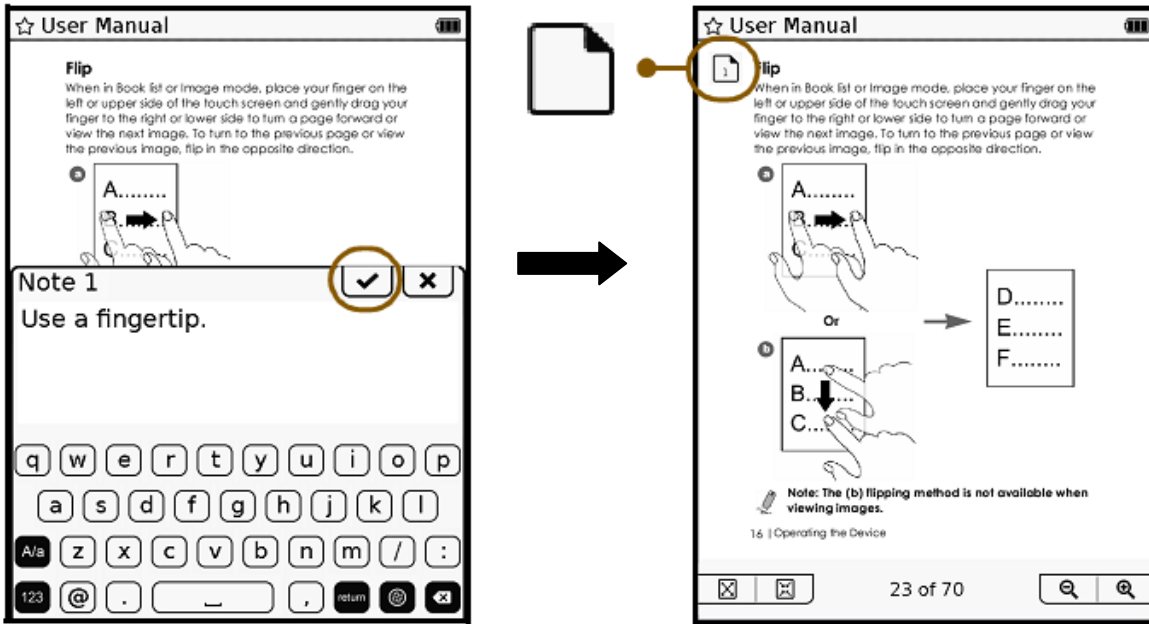 User Manual
Flip
When in Book list or Image mode, place your finger on the
left or upper side of the touch screen and gently drag your
finger to the right or lower side to turn a page forward or
view the next image. To turn to the previous page or view
the previous image, flip in the opposite direction.
a
A........
B........
C
Note 1
Use a fingertip.
q w e r t y u i o p
a s d f g h j k l
A/a z x c v b n m / :
123 @ . , return
User Manual
1
Flip
When in Book list or Image mode, place your finger on the
left or upper side of the touch screen and gently drag your
finger to the right or lower side to turn a page forward or
view the next image. To turn to the previous page or view
the previous image, flip in the opposite direction.
a
A........
B........
C
Or
b
A........
B........
C....
D........
E........
F........
Note: The (b) flipping method is not available when
viewing images.
16 | Operating the Device
23 of 70